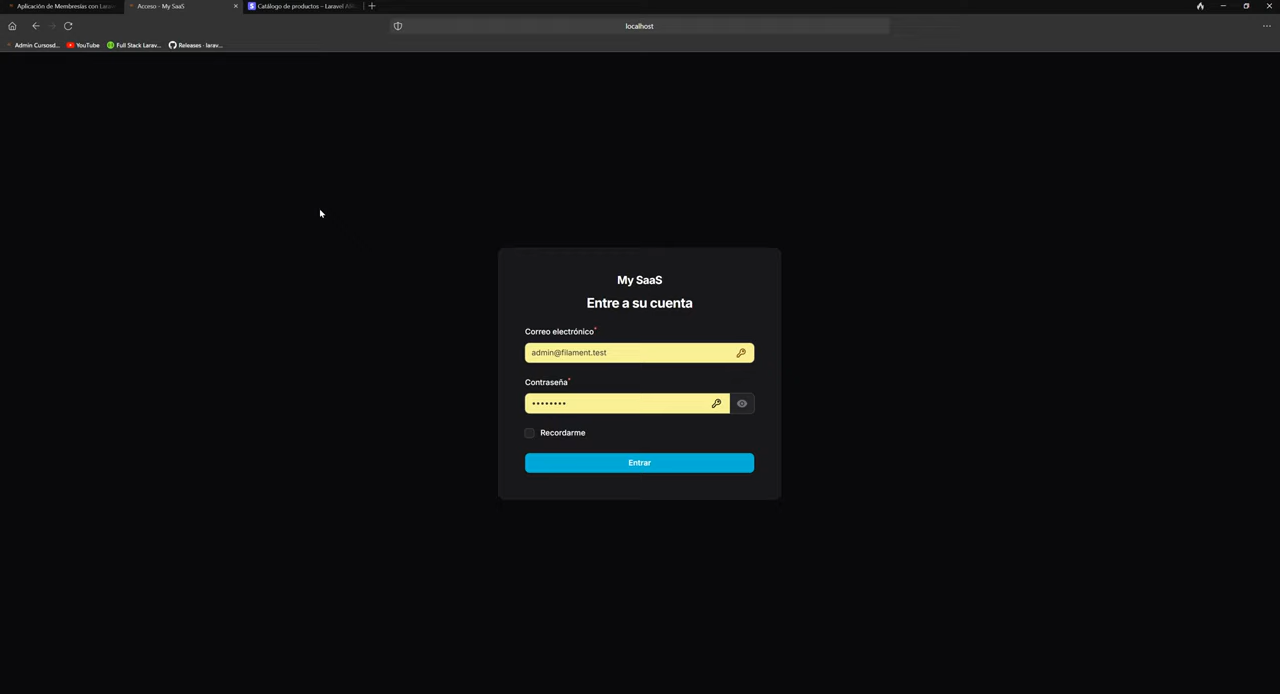 Aplicación de Membresías con Larav
Acceso - My SaaS
Catálogo de productos – Laravel
localhost
Admin Cursosd...
YouTube
Full Stack Larav...
Releases · larav...
My SaaS
Entre a su cuenta
Correo electrónico*
admin@filament.test
Contraseña*
••••••••
Recordarme
Entrar